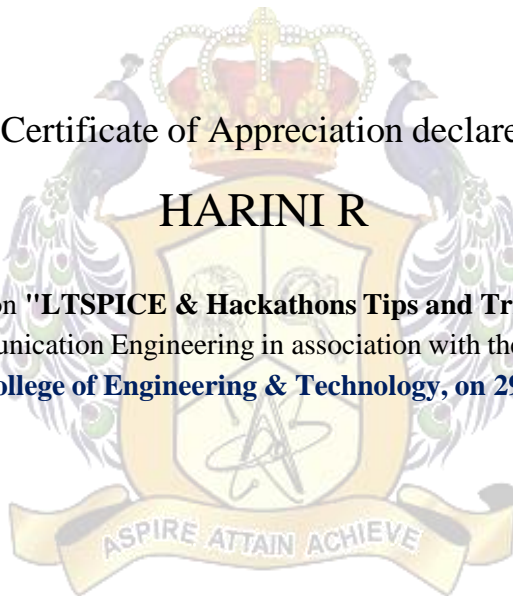 Certificate of Appreciation declare
HARINI R
on "LTSPICE & Hackathons Tips and Tr
unication Engineering in association with the
ollege of Engineering & Technology, on 29
ASPIRE ATTAIN ACHIEVE